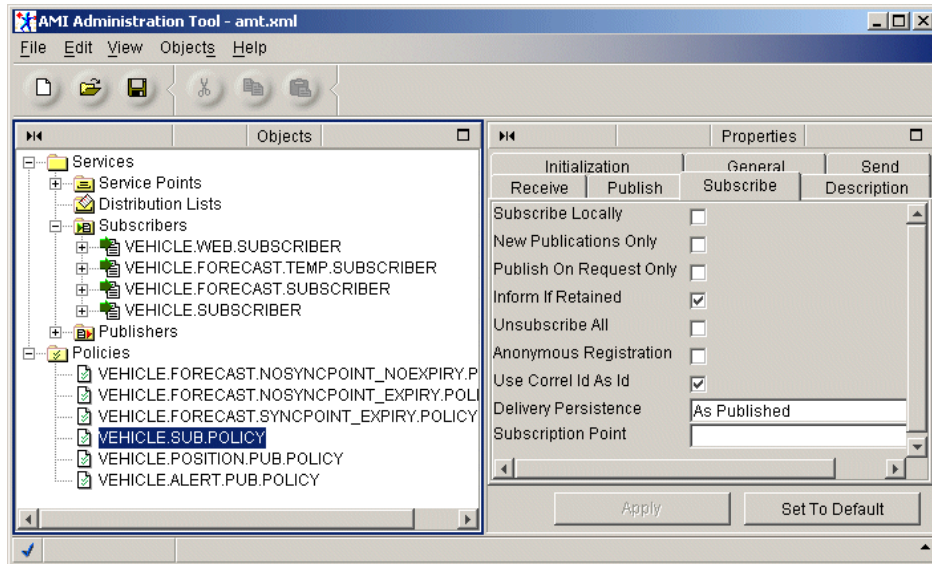 AMI Administration Tool - amt.xml
File Edit View Objects Help
Objects
Services
Service Points
Distribution Lists
Subscribers
VEHICLE.WEB.SUBSCRIBER
VEHICLE.FORECAST.TEMP.SUBSCRIBER
VEHICLE.FORECAST.SUBSCRIBER
VEHICLE.SUBSCRIBER
Publishers
Policies
VEHICLE.FORECAST.NOSYNCPOINT_NOEXPIRY.P
VEHICLE.FORECAST.NOSYNCPOINT_EXPIRY.POLI
VEHICLE.FORECAST.SYNCPOINT_EXPIRY.POLICY
VEHICLE.SUB.POLICY
VEHICLE.POSITION.PUB.POLICY
VEHICLE.ALERT.PUB.POLICY
Properties
Initialization General Send
Receive Publish Subscribe Description
Subscribe Locally
New Publications Only
Publish On Request Only
Inform If Retained
Unsubscribe All
Anonymous Registration
Use Correl Id As Id
Delivery Persistence As Published
Subscription Point
Apply Set To Default